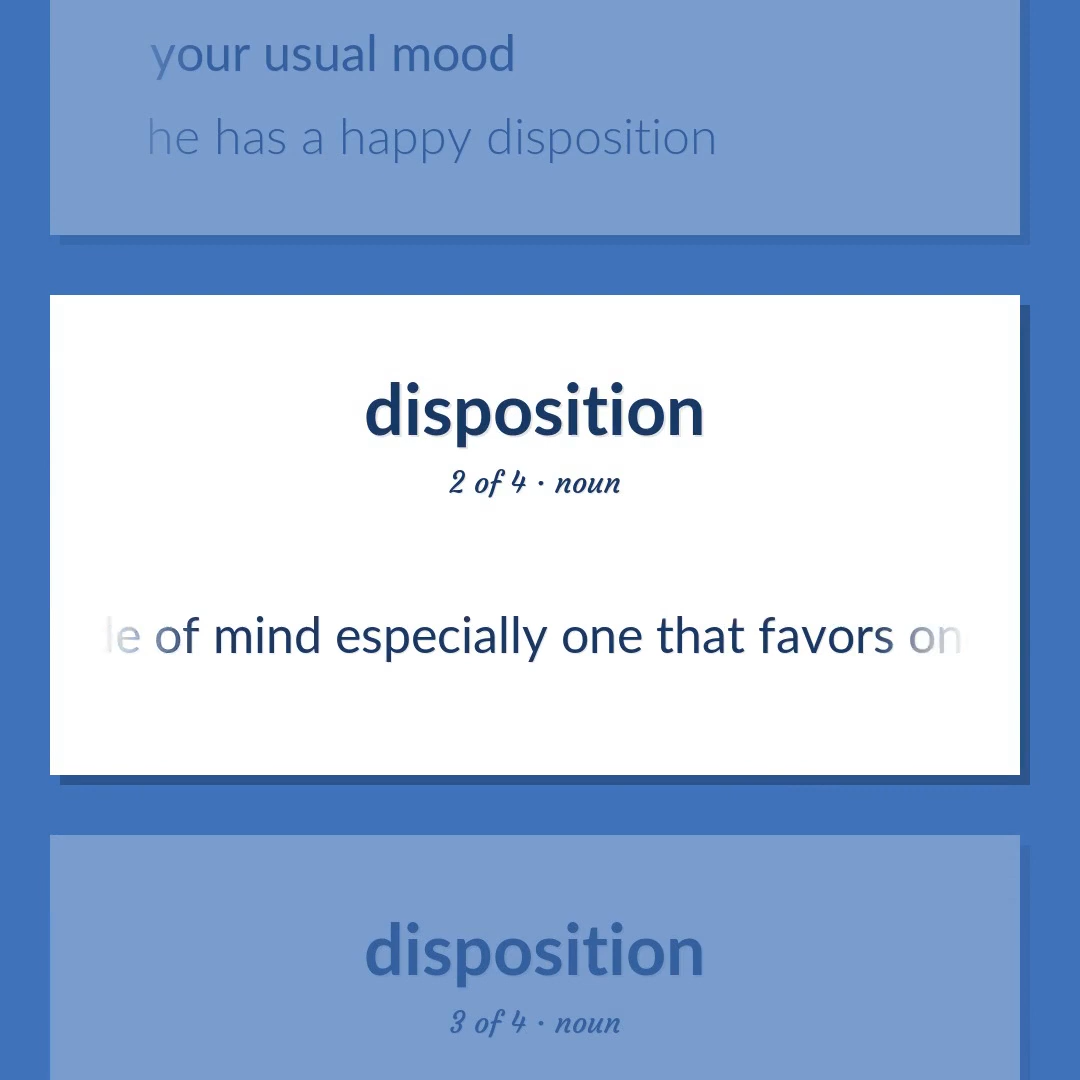 your usual mood
he has a happy disposition
disposition
2 of 4 · noun
of mind especially one that favors on
disposition
3 of 4 · noun